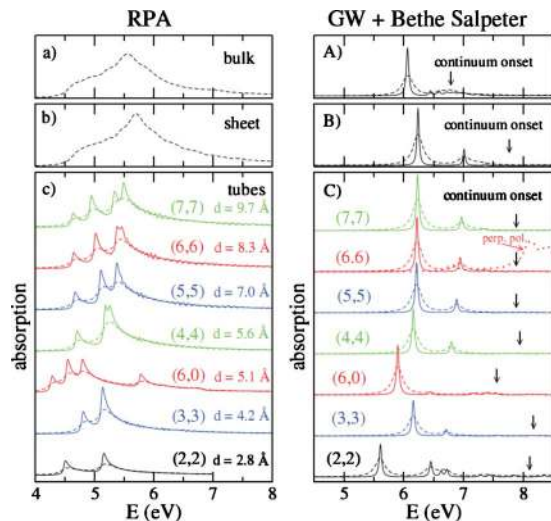 RPA
GW + Bethe Salpeter
a)
bulk
b)
sheet
c)
tubes
(7,7) d = 9.7 Å
(6,6) d = 8.3 Å
(5,5) d = 7.0 Å
(4,4) d = 5.6 Å
(6,0) d = 5.1 Å
(3,3) d = 4.2 Å
(2,2) d = 2.8 Å
absorption
4 5 6 7 8
E (eV)
A)
continuum onset
B)
continuum onset
C)
continuum onset
(7,7)
perp. pol.
(6,6)
(5,5)
(4,4)
(6,0)
(3,3)
(2,2)
absorption
5 6 7 8
E (eV)